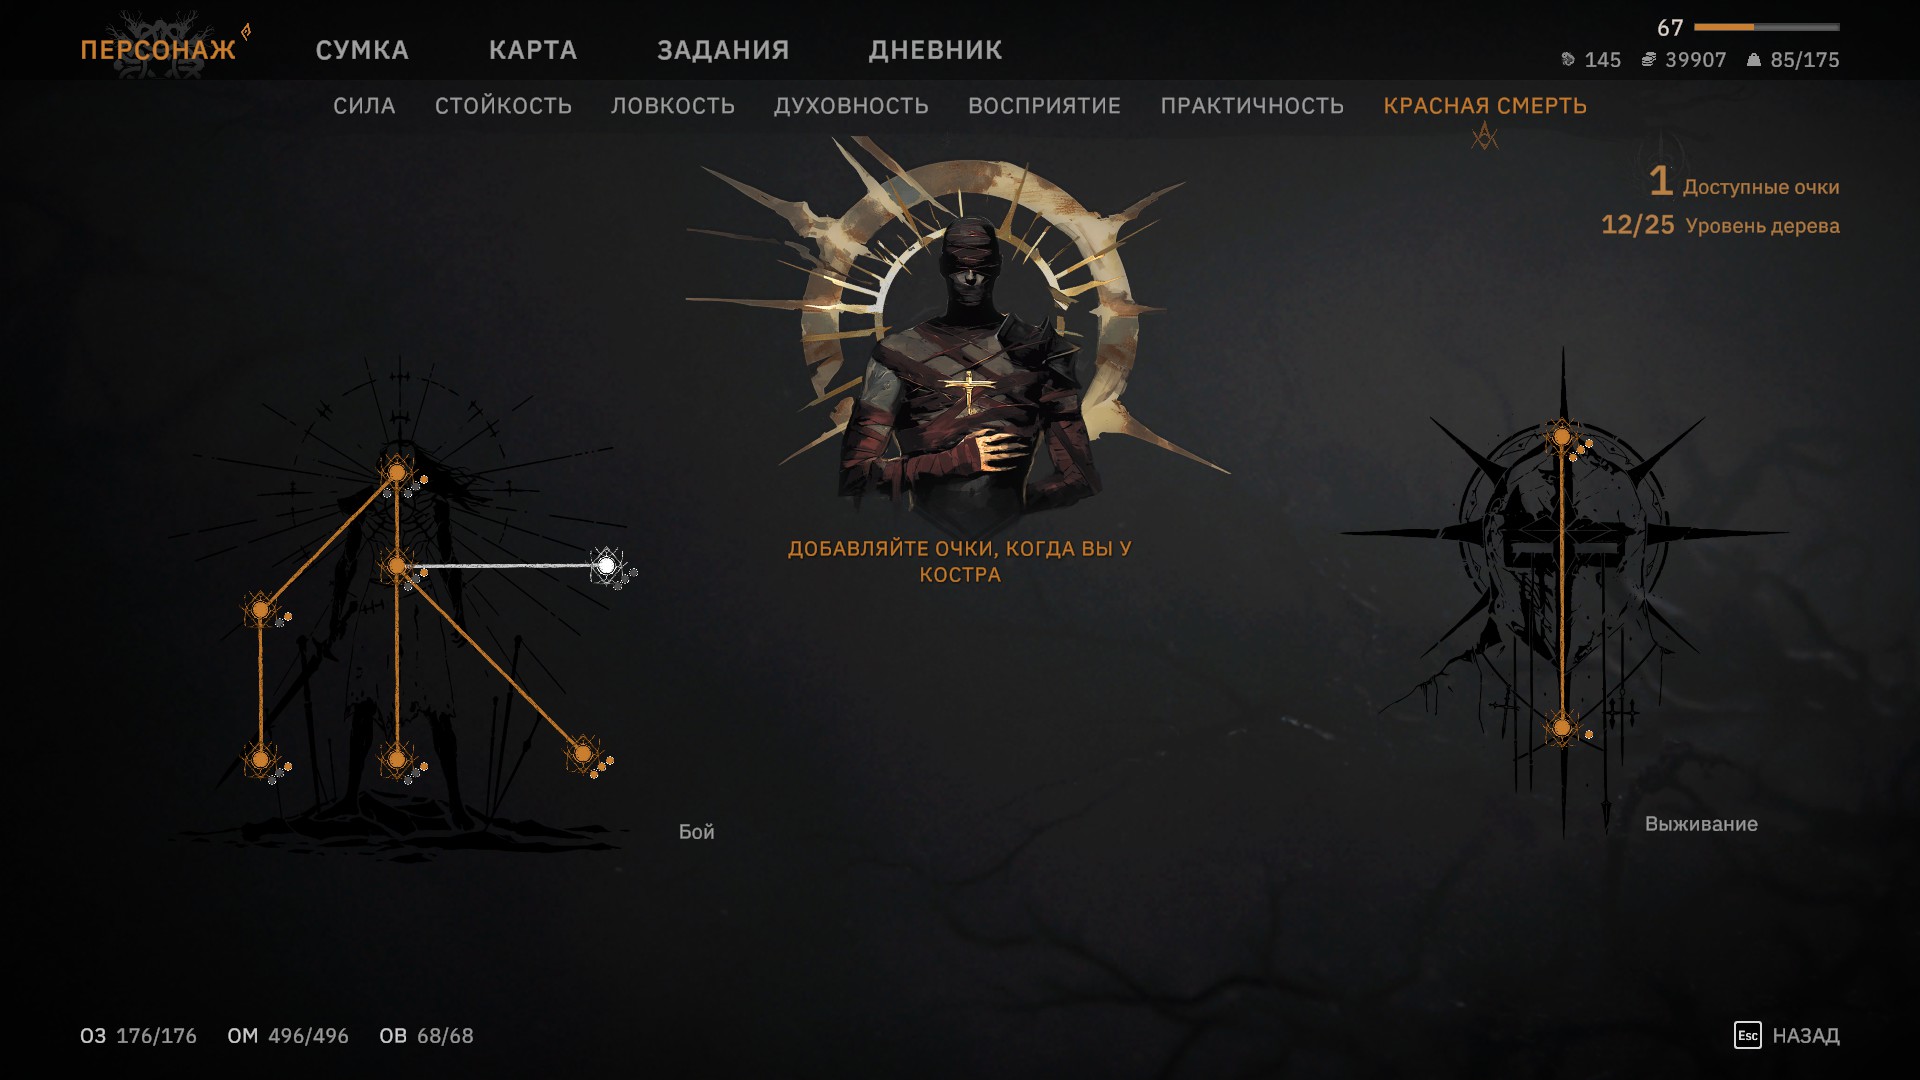 ПЕРСОНАЖ СУМКА КАРТА ЗАДАНИЯ ДНЕВНИК
67
145 39907 85/175
СИЛА СТОЙКОСТЬ ЛОВКОСТЬ ДУХОВНОСТЬ ВОСПРИЯТИЕ ПРАКТИЧНОСТЬ КРАСНАЯ СМЕРТЬ
1 Доступные очки
12/25 Уровень дерева
ДОБАВЛЯЙТЕ ОЧКИ, КОГДА ВЫ У
КОСТРА
Бой
Выживание
ОЗ 176/176 ОМ 496/496 ОВ 68/68
Esc НАЗАД